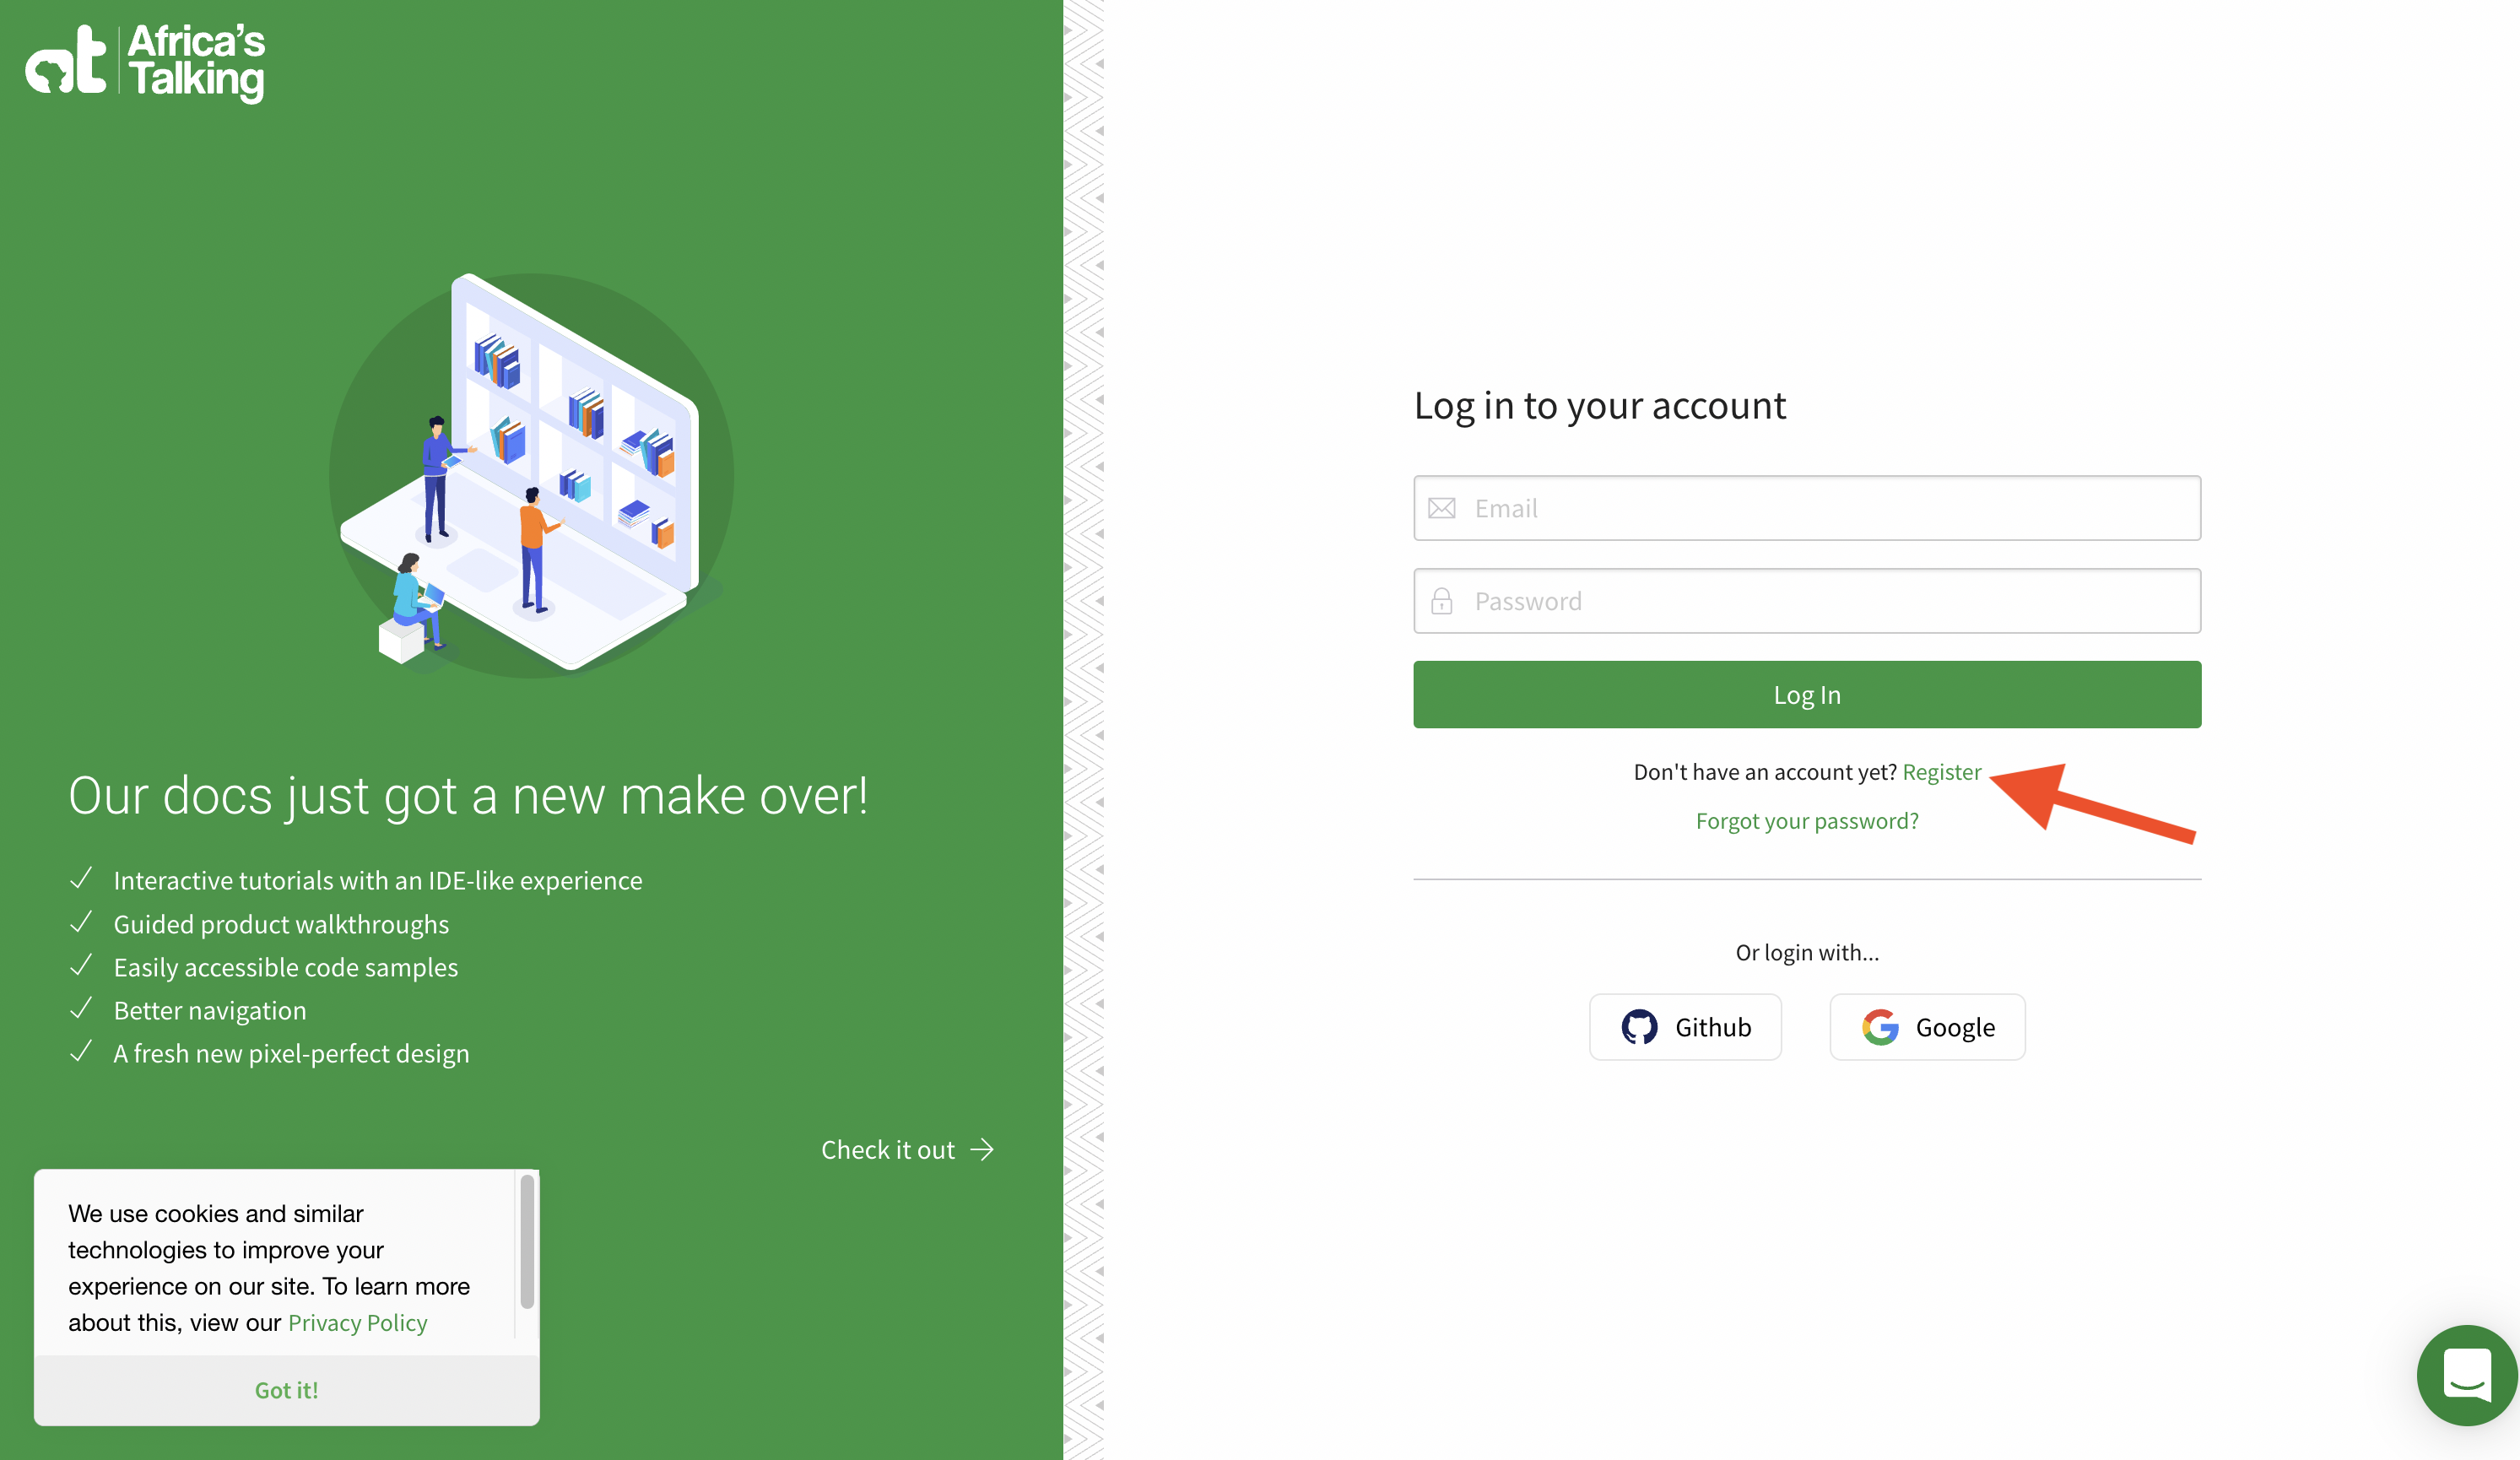 at
Africa's
Talking
Our docs just got a new make over!
Interactive tutorials with an IDE-like experience
Guided product walkthroughs
Easily accessible code samples
Better navigation
A fresh new pixel-perfect design
Check it out
We use cookies and similar
technologies to improve your
experience on our site. To learn more
about this, view our Privacy Policy
Got it!
Log in to your account
Email
Password
Log In
Don't have an account yet? Register
Forgot your password?
Or login with...
Github
Google